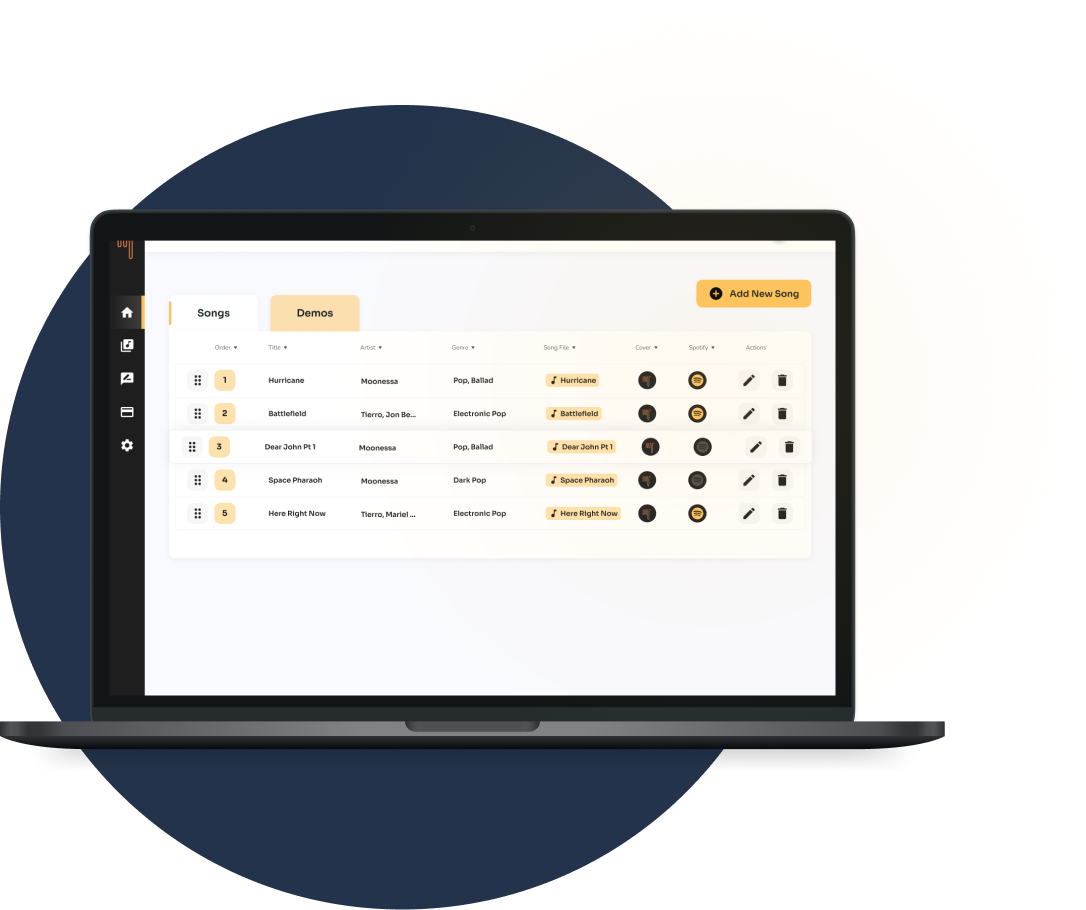 Add New Song
Songs Demos
Order Title Artist Genre Song File Cover Spotify Actions
1 Hurricane Moonessa Pop, Ballad Hurricane
2 Battlefield Tierro, Jon Be... Electronic Pop Battlefield
3 Dear John Pt 1 Moonessa Pop, Ballad Dear John Pt 1
4 Space Pharaoh Moonessa Dark Pop Space Pharaoh
5 Here Right Now Tierro, Mariel ... Electronic Pop Here Right Now